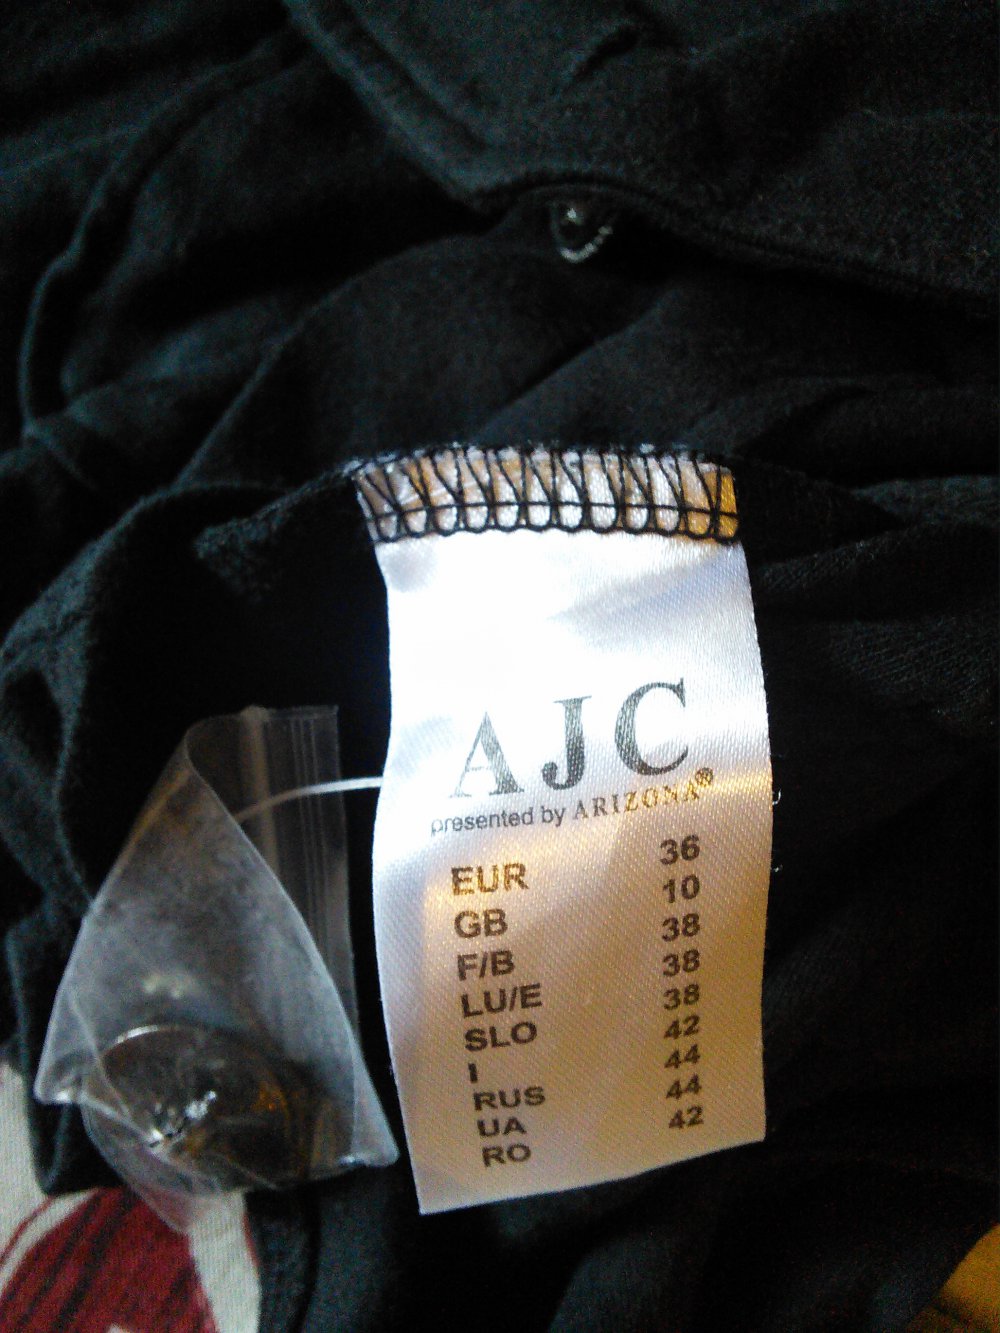 AJC
presented by ARIZONA®
EUR 36
GB 10
F/B 38
LU/E 38
SLO 38
I 42
RUS 44
UA 44
RO 42